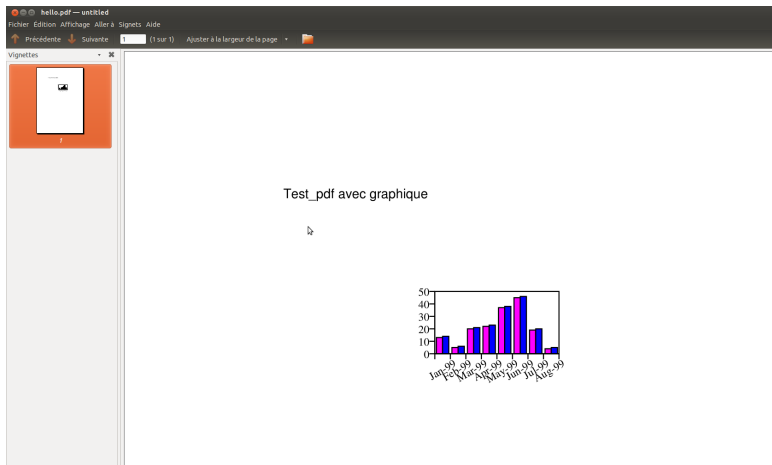 hello.pdf — untitled
Fichier Édition Affichage Aller à Signets Aide
Précédente Suivante 1 (1 sur 1) Ajuster à la largeur de la page
Vignettes
1
Test_pdf avec graphique
50
40
30
20
10
0
Jan-99 Feb-99 Mar-99 Apr-99 May-99 Jun-99 Jul-99 Aug-99